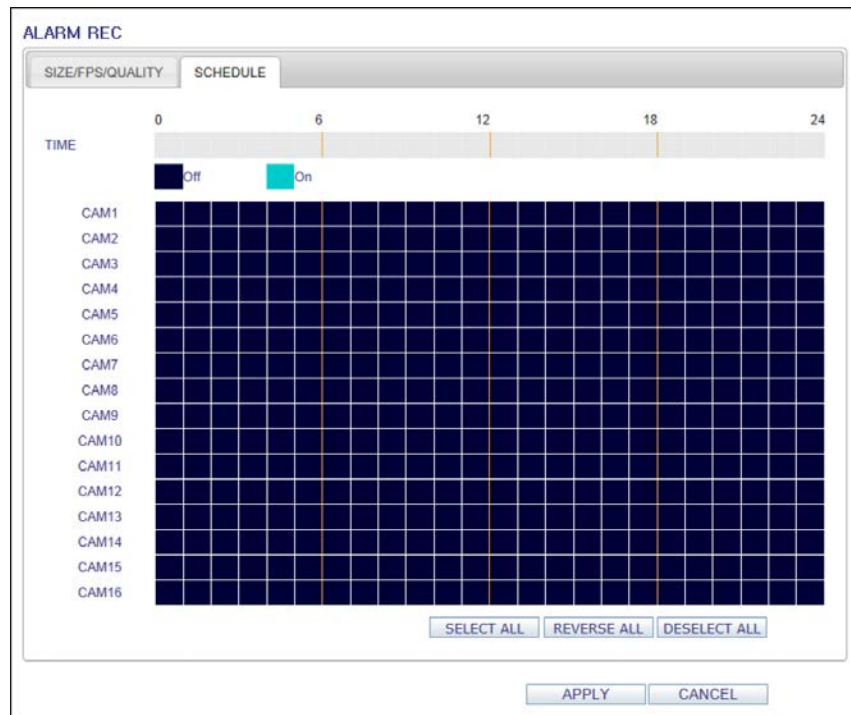 ALARM REC
SIZE/FPS/QUALITY SCHEDULE
0 6 12 18 24
TIME
Off On
CAM1
CAM2
CAM3
CAM4
CAM5
CAM6
CAM7
CAM8
CAM9
CAM10
CAM11
CAM12
CAM13
CAM14
CAM15
CAM16
SELECT ALL REVERSE ALL DESELECT ALL
APPLY CANCEL